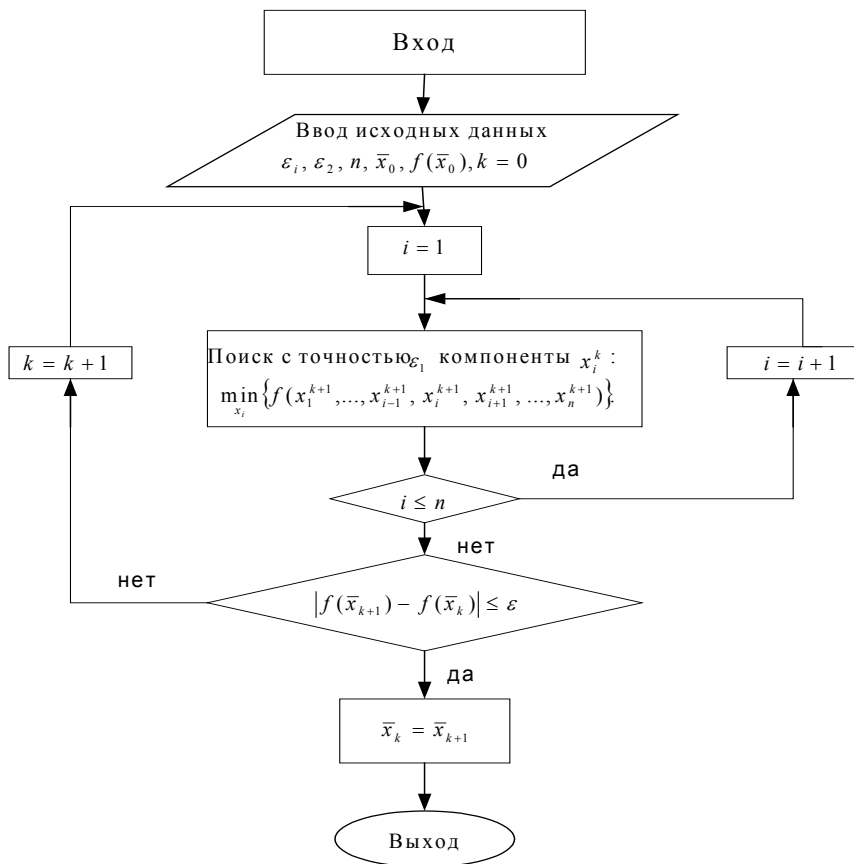 Вход
Ввод исходных данных
ε_i, ε_2, n, x̄_0, f(x̄_0), k = 0
i = 1
k = k + 1
Поиск с точностью ε_1 компоненты x_i^k :
min_{x_i} {f(x_1^{k+1}, ..., x_{i-1}^{k+1}, x_i^{k+1}, x_{i+1}^{k+1}, ..., x_n^{k+1})}.
i = i + 1
да
i ≤ n
нет
нет
|f(x̄_{k+1}) − f(x̄_k)| ≤ ε
да
x̄_k = x̄_{k+1}
Выход